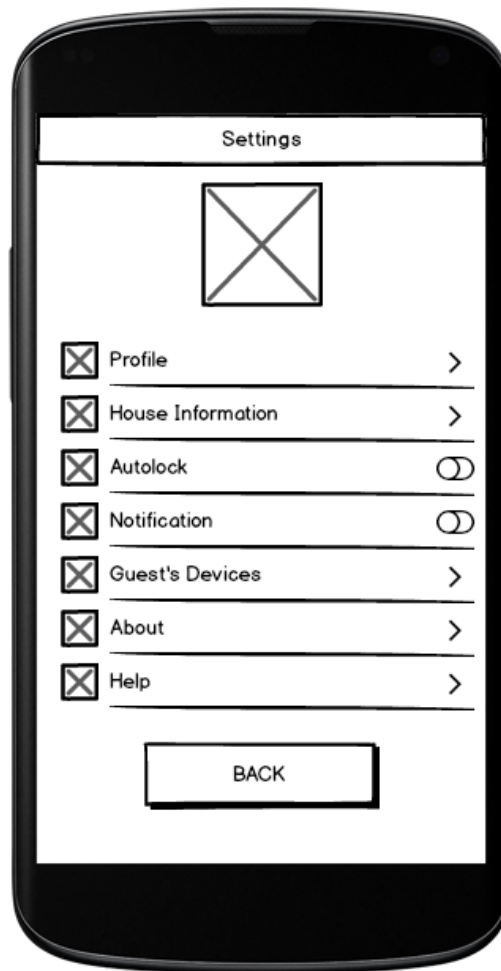 Settings
Profile
House Information
Autolock
Notification
Guest's Devices
About
Help
BACK